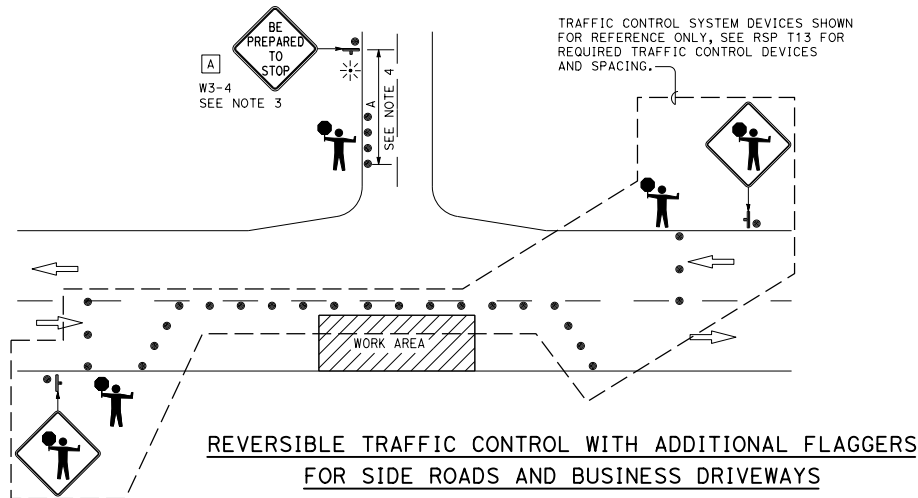 BE
PREPARED
TO
STOP
A
W3-4
SEE NOTE 3
A
SEE NOTE 4
TRAFFIC CONTROL SYSTEM DEVICES SHOWN
FOR REFERENCE ONLY, SEE RSP T13 FOR
REQUIRED TRAFFIC CONTROL DEVICES
AND SPACING.
WORK AREA
REVERSIBLE TRAFFIC CONTROL WITH ADDITIONAL FLAGGERS
FOR SIDE ROADS AND BUSINESS DRIVEWAYS